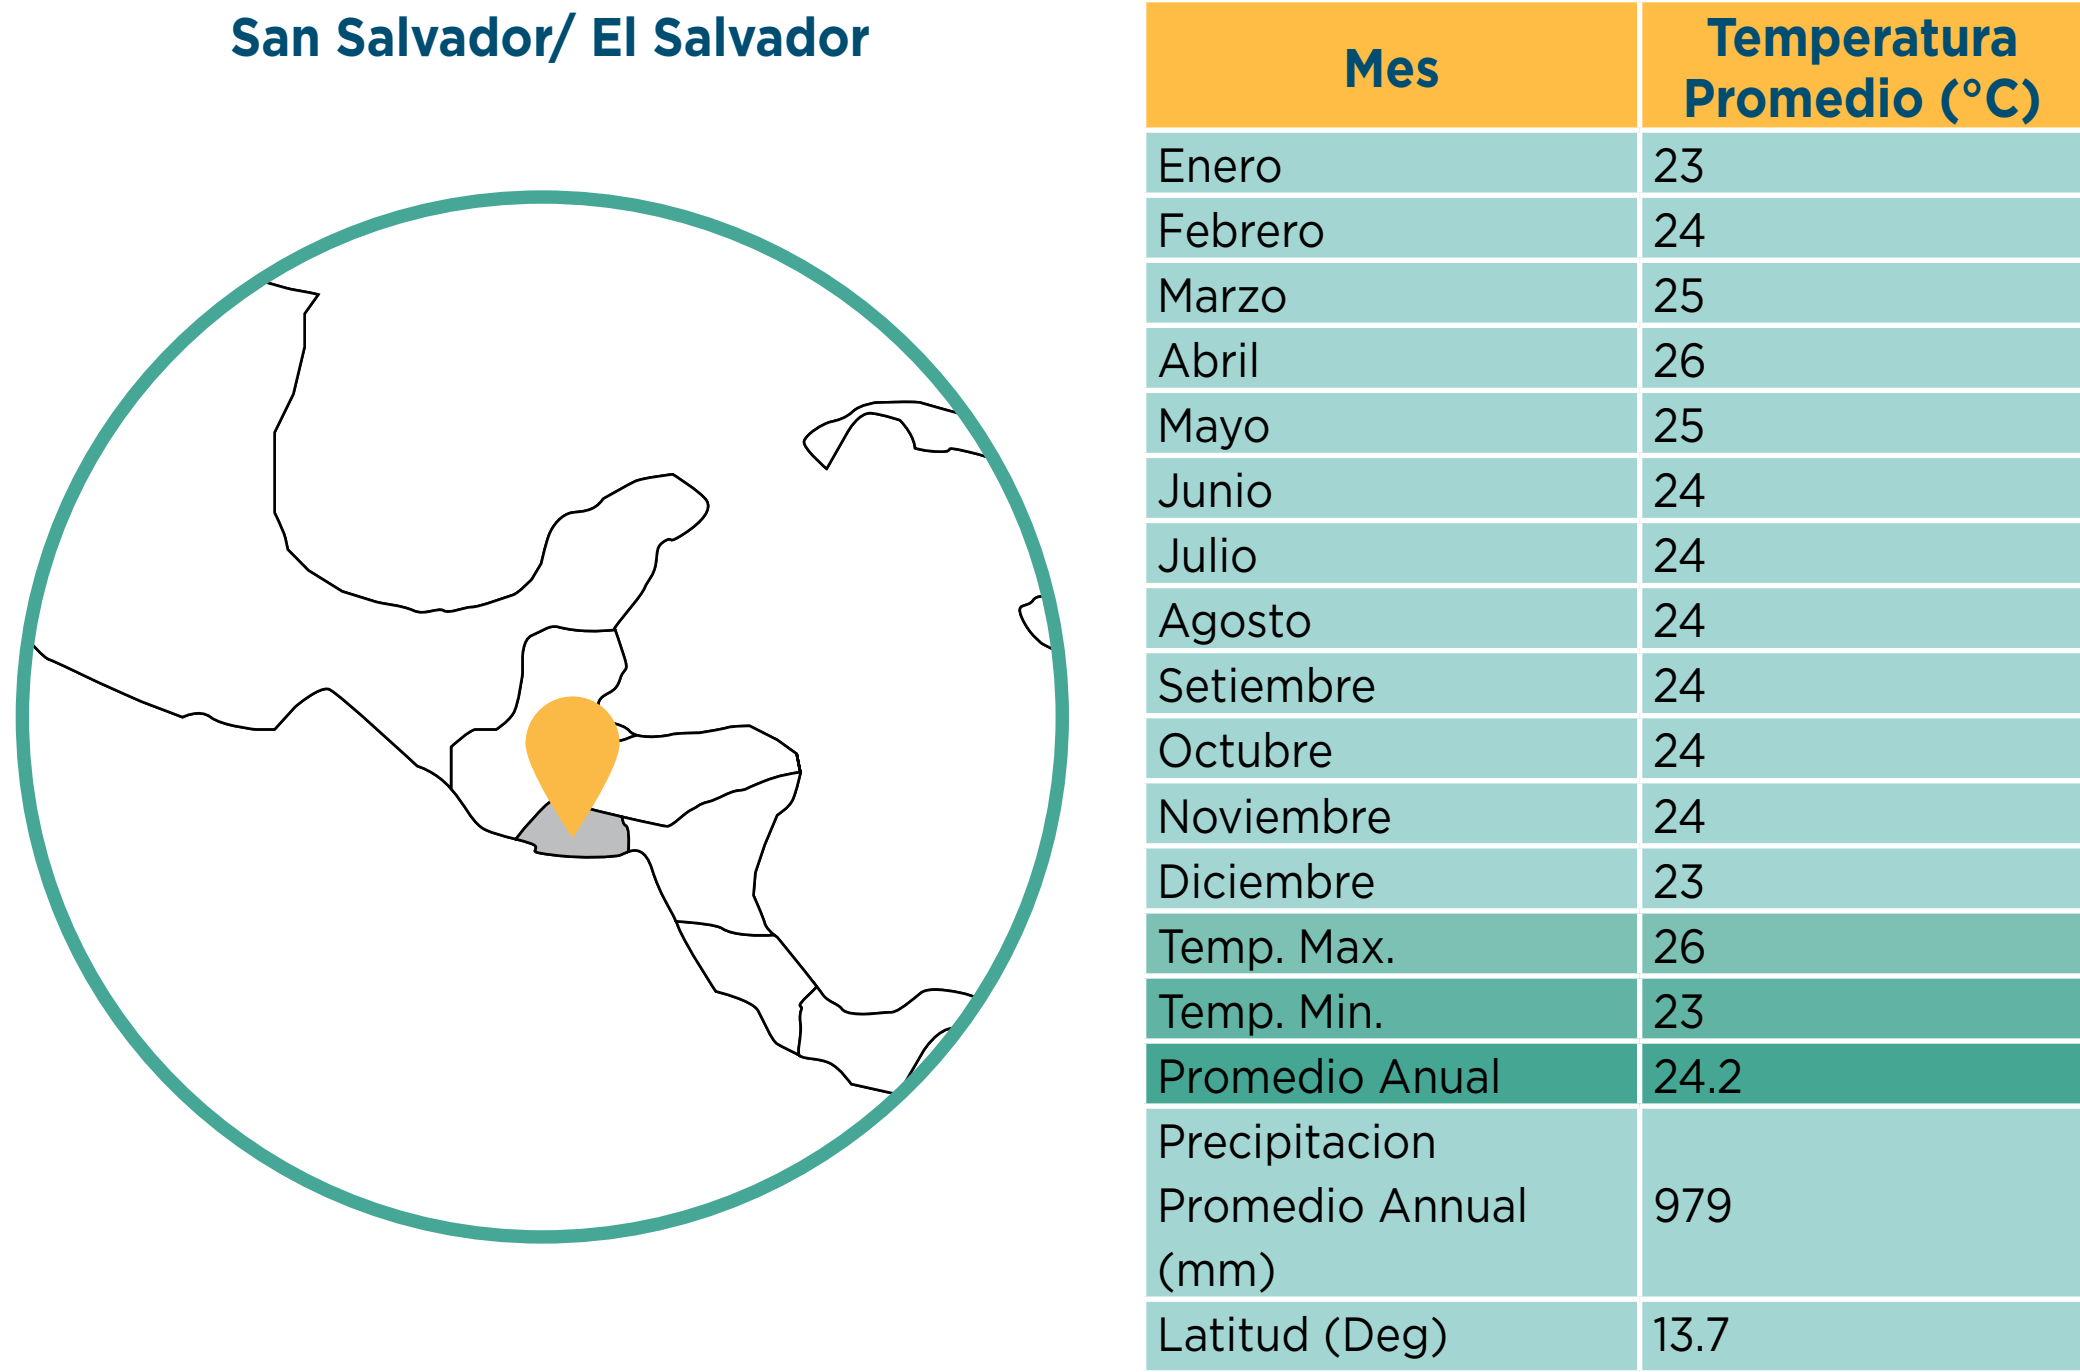 San Salvador/ El Salvador
Mes
Temperatura
Promedio (°C)
Enero 23
Febrero 24
Marzo 25
Abril 26
Mayo 25
Junio 24
Julio 24
Agosto 24
Setiembre 24
Octubre 24
Noviembre 24
Diciembre 23
Temp. Max. 26
Temp. Min. 23
Promedio Anual 24.2
Precipitacion
Promedio Annual
(mm)
979
Latitud (Deg) 13.7